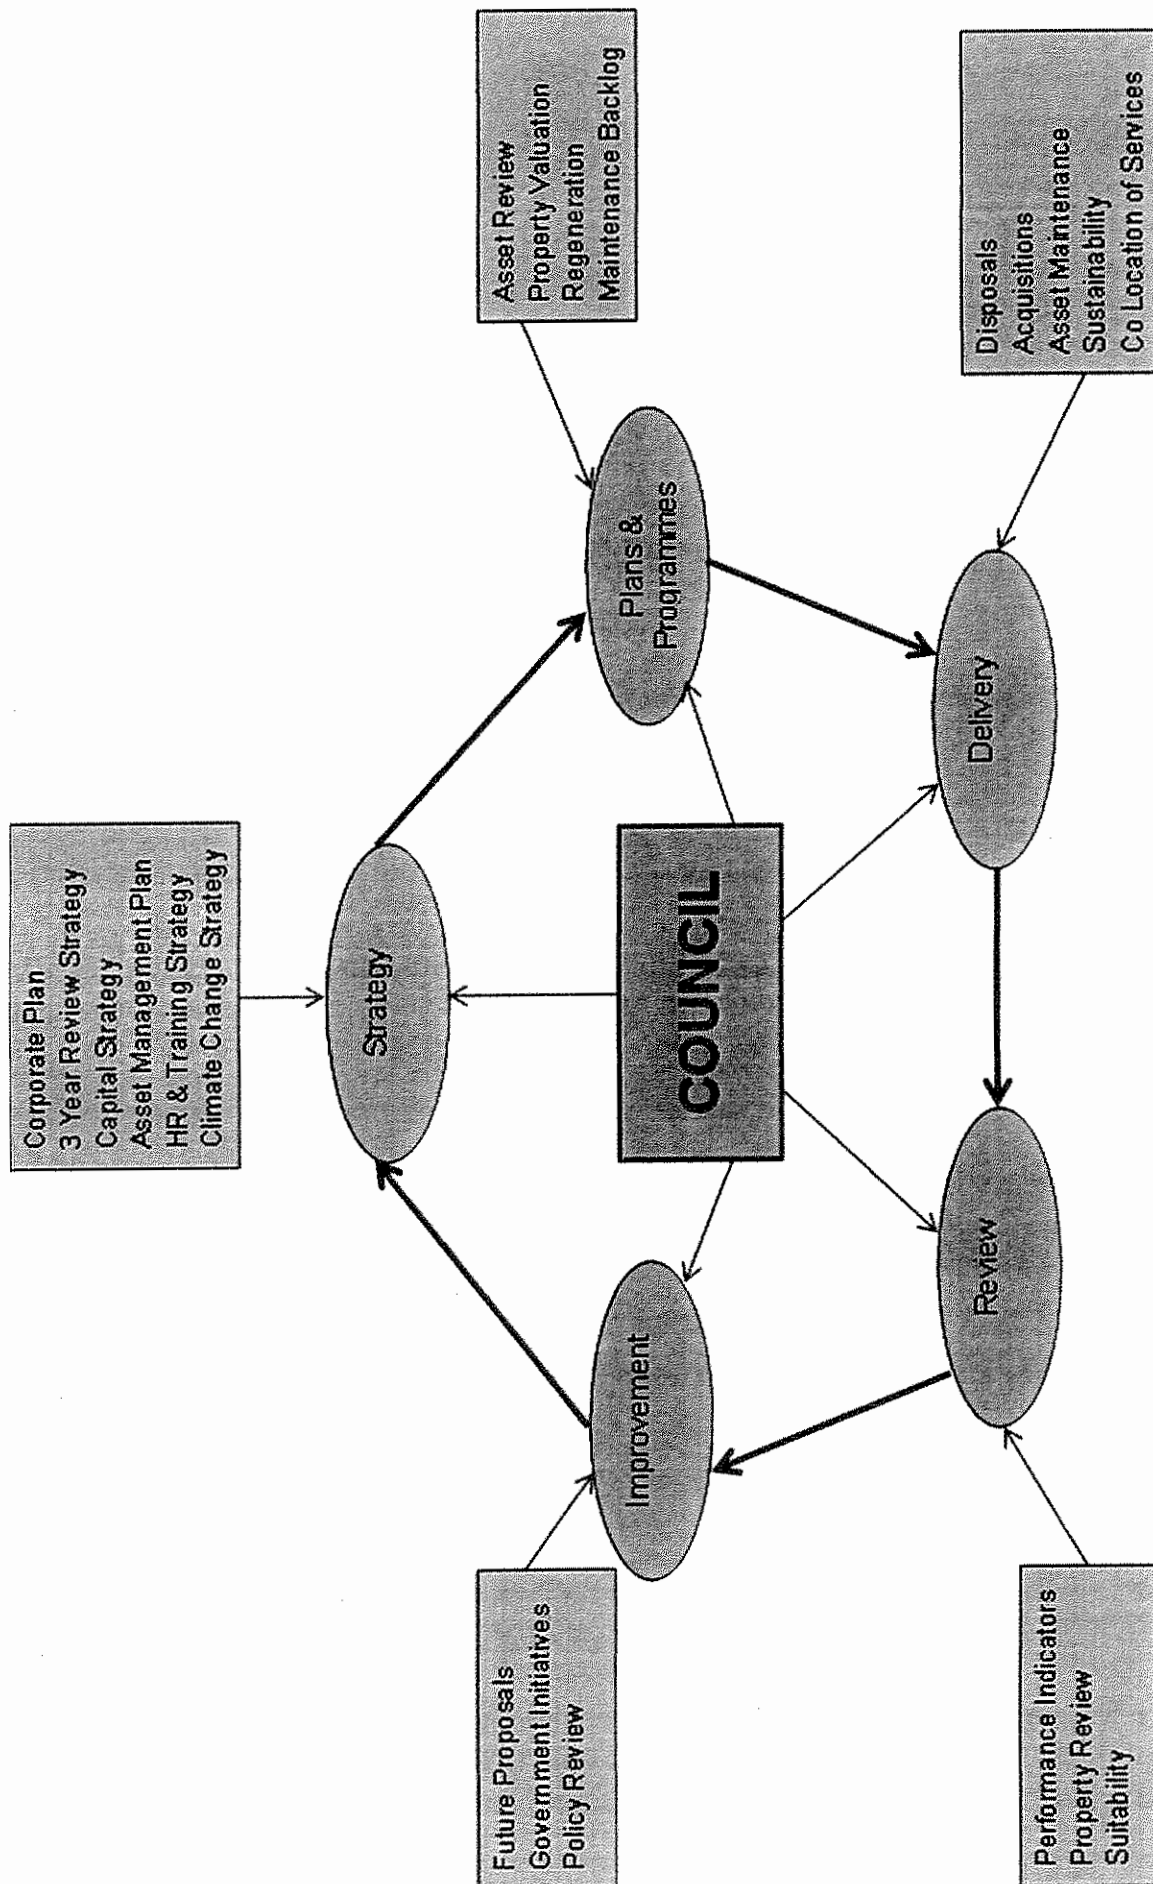 Corporate Plan
3 Year Review Strategy
Capital Strategy
Asset Management Plan
HR & Training Strategy
Climate Change Strategy
Strategy
Future Proposals
Government Initiatives
Policy Review
Improvement
COUNCIL
Plans &
Programmes
Asset Review
Property Valuation
Regeneration
Maintenance Backlog
Performance Indicators
Property Review
Suitability
Review
Delivery
Disposals
Acquisitions
Asset Maintenance
Sustainability
Co Location of Services